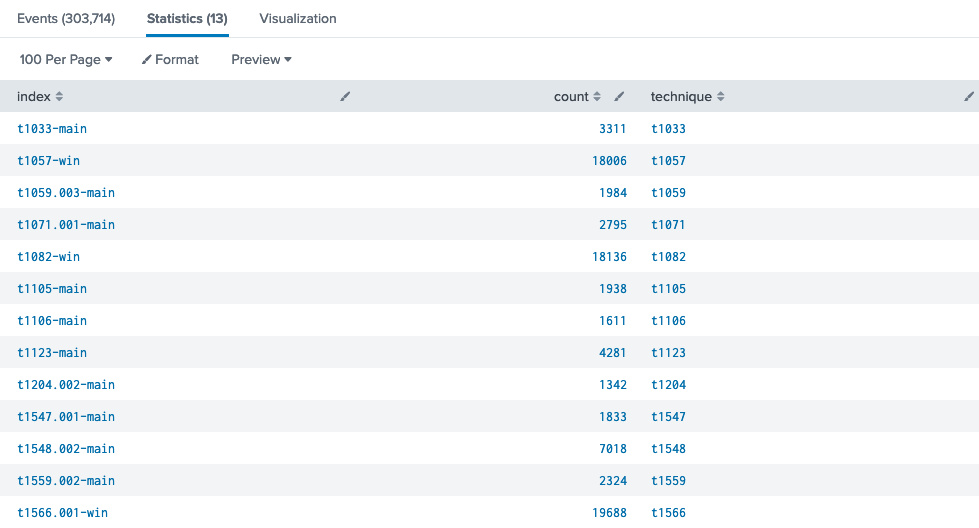 Events (303,714) Statistics (13) Visualization
100 Per Page Format Preview
index count technique
t1033-main 3311 t1033
t1057-win 18006 t1057
t1059.003-main 1984 t1059
t1071.001-main 2795 t1071
t1082-win 18136 t1082
t1105-main 1938 t1105
t1106-main 1611 t1106
t1123-main 4281 t1123
t1204.002-main 1342 t1204
t1547.001-main 1833 t1547
t1548.002-main 7018 t1548
t1559.002-main 2324 t1559
t1566.001-win 19688 t1566